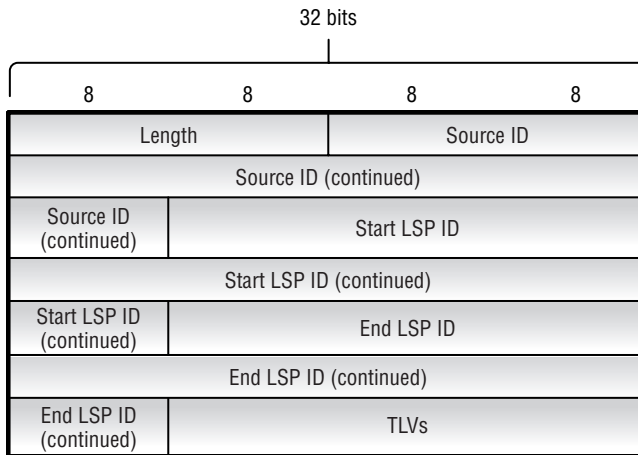 32 bits
8 8 8 8
Length Source ID
Source ID (continued)
Source ID
(continued)
Start LSP ID
Start LSP ID (continued)
Start LSP ID
(continued)
End LSP ID
End LSP ID (continued)
End LSP ID
(continued)
TLVs